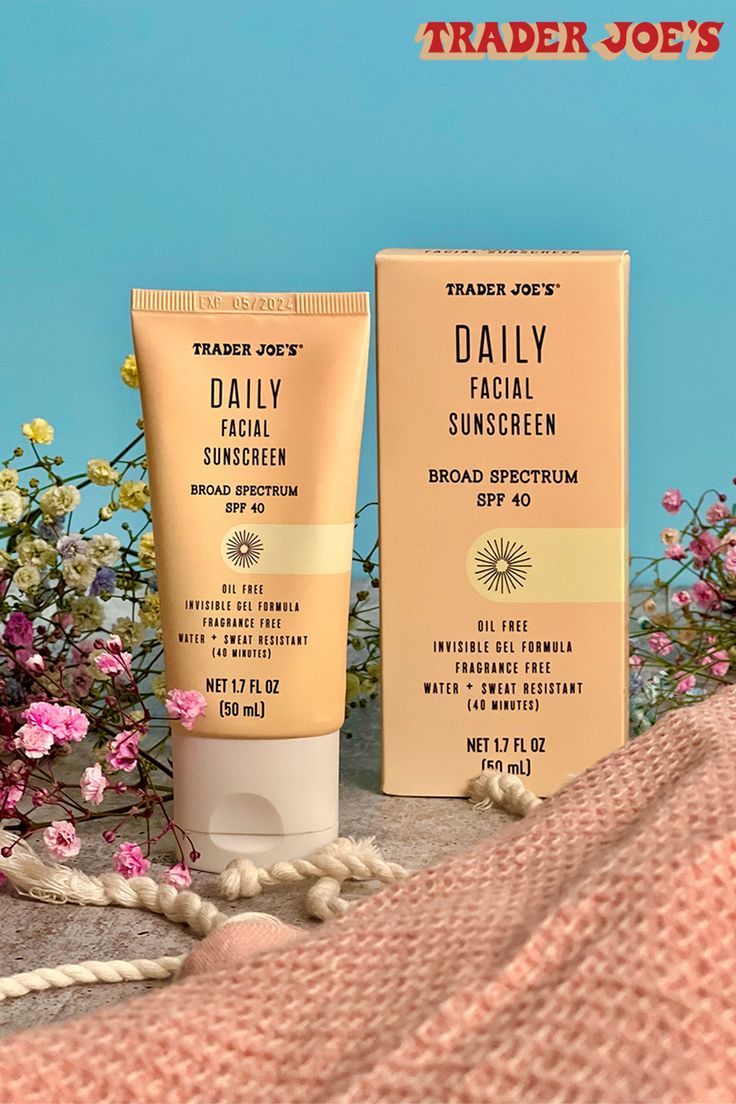 TRADER JOE'S
FACIAL SUNSCREEN
EXP 05/2024
TRADER JOE'S®
DAILY
FACIAL
SUNSCREEN
BROAD SPECTRUM
SPF 40
OIL FREE
INVISIBLE GEL FORMULA
FRAGRANCE FREE
WATER + SWEAT RESISTANT
(40 MINUTES)
NET 1.7 FL OZ
(50 mL)
TRADER JOE'S®
DAILY
FACIAL
SUNSCREEN
BROAD SPECTRUM
SPF 40
OIL FREE
INVISIBLE GEL FORMULA
FRAGRANCE FREE
WATER + SWEAT RESISTANT
(40 MINUTES)
NET 1.7 FL OZ
(50 mL)